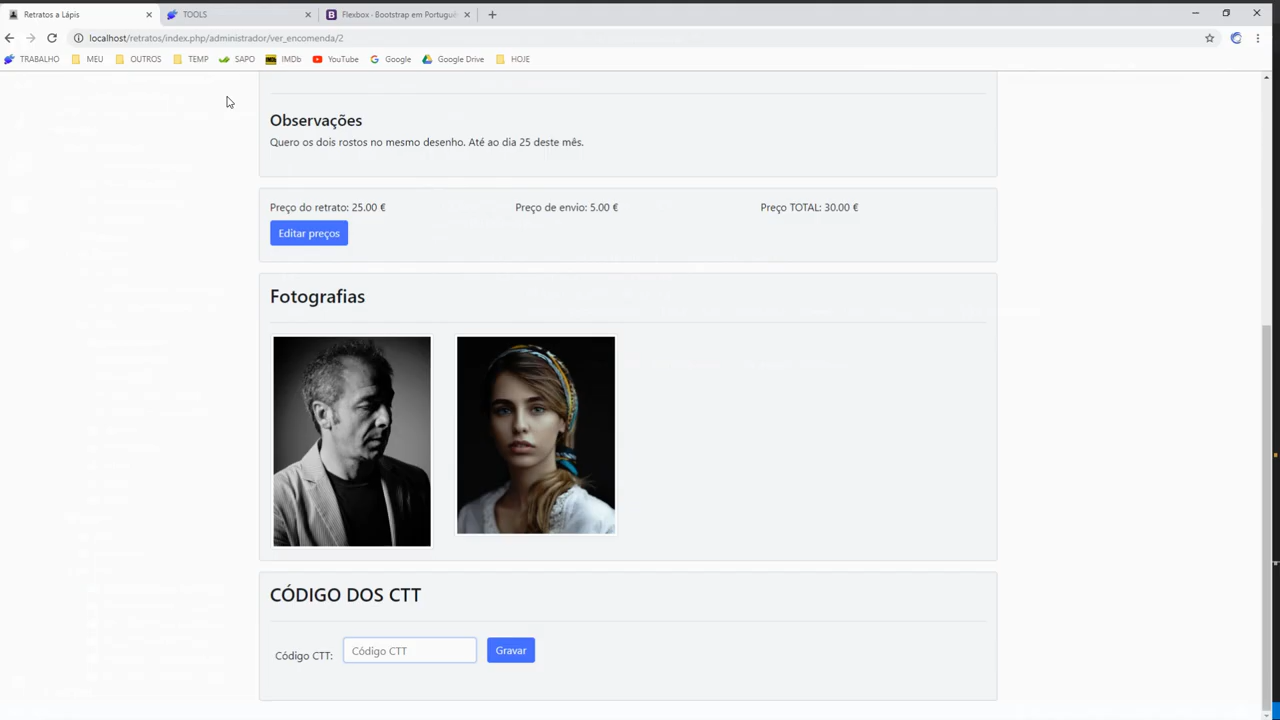 Retratos a Lápis
TOOLS
Flexbox · Bootstrap em Portuguê
localhost/retratos/index.php/administrador/ver_encomenda/2
TRABALHO MEU OUTROS TEMP SAPO IMDb YouTube Google Google Drive HOJE
Observações
Quero os dois rostos no mesmo desenho. Até ao dia 25 deste mês.
Preço do retrato: 25.00 € Preço de envio: 5.00 € Preço TOTAL: 30.00 €
Editar preços
Fotografias
CÓDIGO DOS CTT
Código CTT: Código CTT Gravar